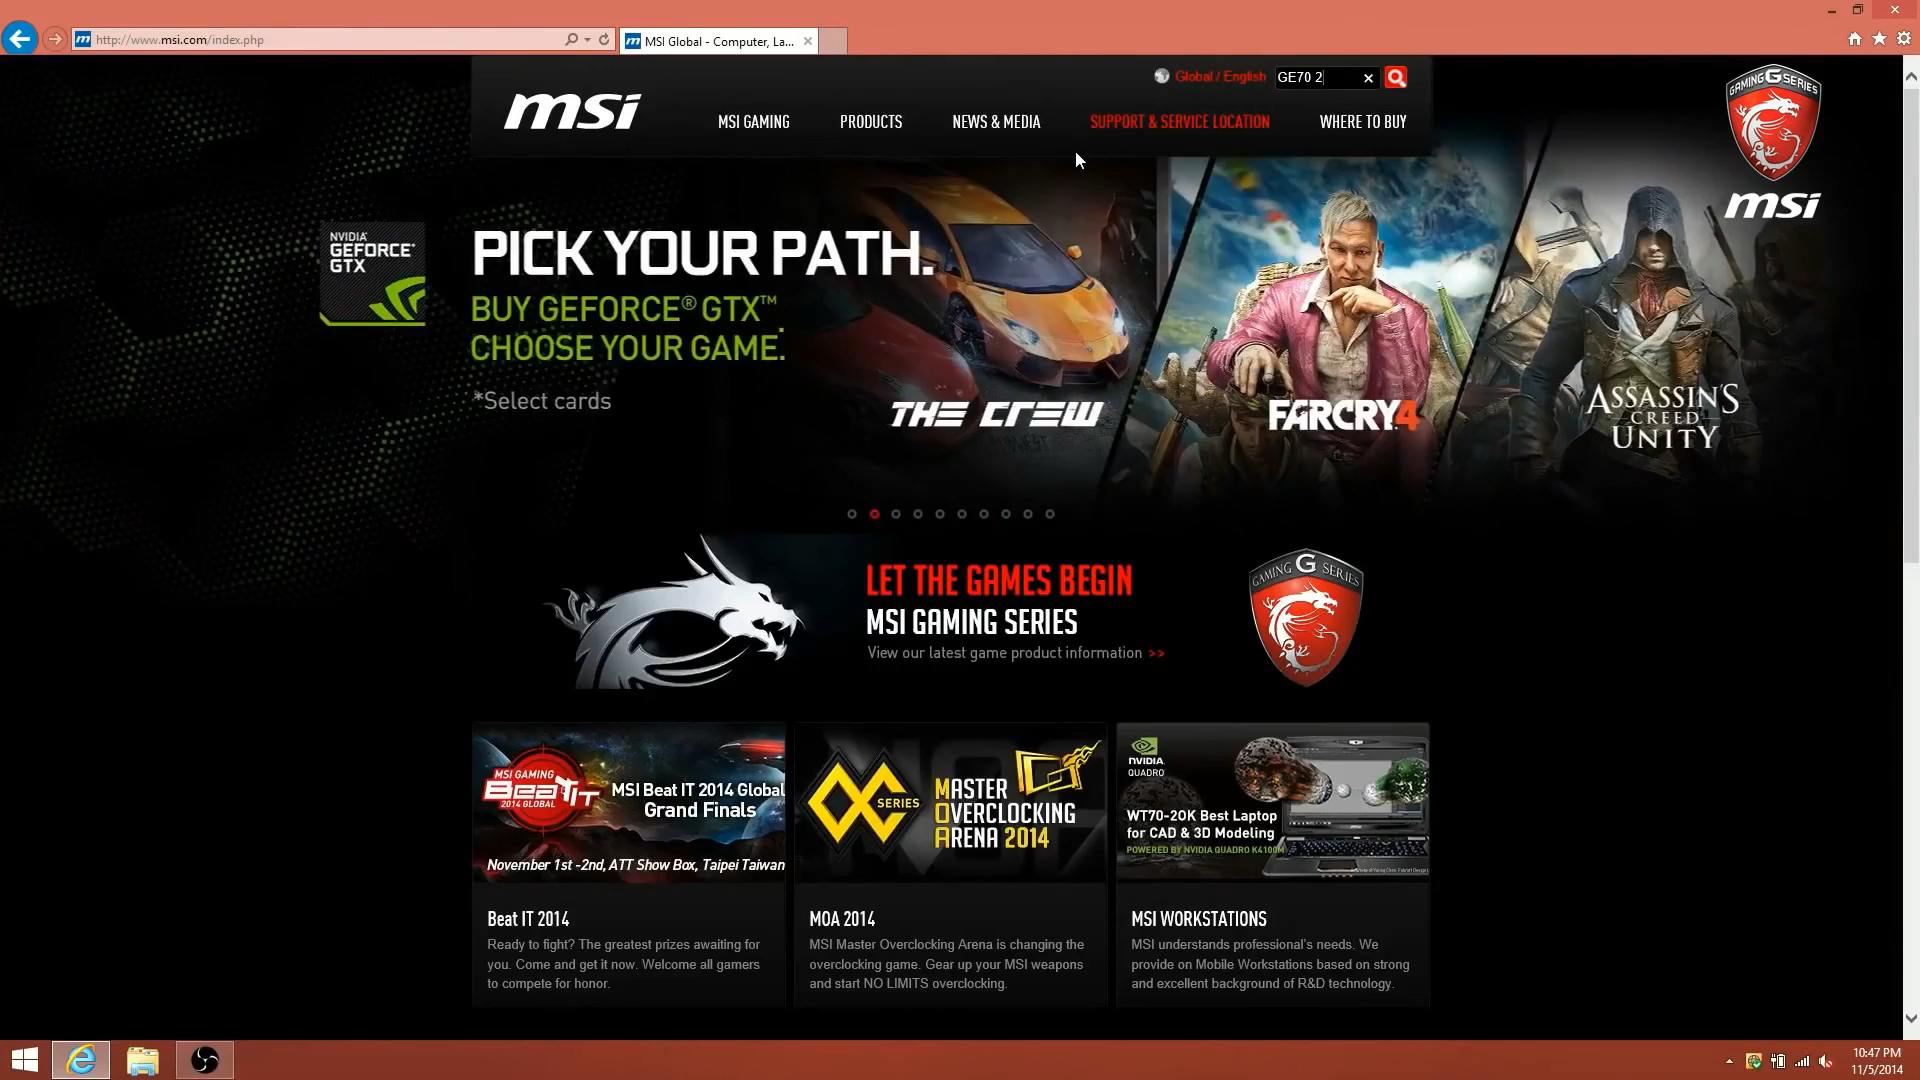 http://www.msi.com/index.php
MSI Global - Computer, La...
Global / English
GE70 2
msi
MSI GAMING
PRODUCTS
NEWS & MEDIA
SUPPORT & SERVICE LOCATION
WHERE TO BUY
GAMING G SERIES
msi
NVIDIA®
GEFORCE®
GTX™
PICK YOUR PATH.
BUY GEFORCE® GTX™.
CHOOSE YOUR GAME.
*Select cards
THE CREW
FARCRY4
ASSASSIN'S
CREED
UNITY
LET THE GAMES BEGIN
MSI GAMING SERIES
View our latest game product information >>
GAMING G SERIES
MSI GAMING
Beat IT
2014 GLOBAL
MSI Beat IT 2014 Global
Grand Finals
November 1st -2nd, ATT Show Box, Taipei Taiwan
OC SERIES
MASTER
OVERCLOCKING
ARENA 2014
NVIDIA.
QUADRO
WT70-2OK Best Laptop
for CAD & 3D Modeling
POWERED BY NVIDIA QUADRO K4100M
Beat IT 2014
Ready to fight? The greatest prizes awaiting for
you. Come and get it now. Welcome all gamers
to compete for honor.
MOA 2014
MSI Master Overclocking Arena is changing the
overclocking game. Gear up your MSI weapons
and start NO LIMITS overclocking.
MSI WORKSTATIONS
MSI understands professional's needs. We
provide on Mobile Workstations based on strong
and excellent background of R&D technology.
10:47 PM
11/5/2014